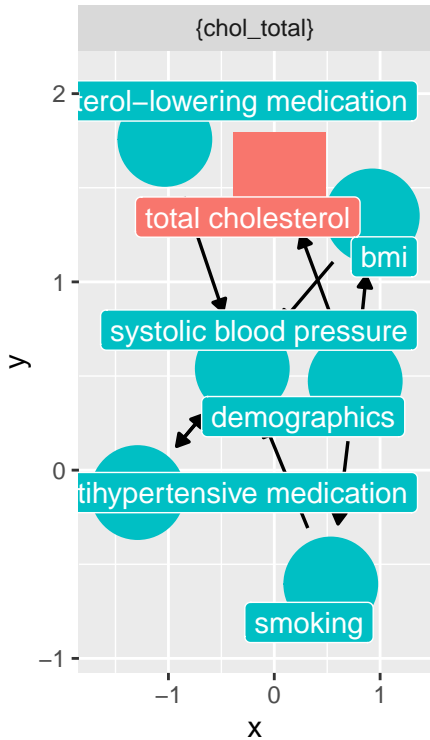 {chol_total}
terol−lowering medication
total cholesterol
bmi
systolic blood pressure
demographics
tihypertensive medication
smoking
2
1
0
−1
y
−1
0
1
x